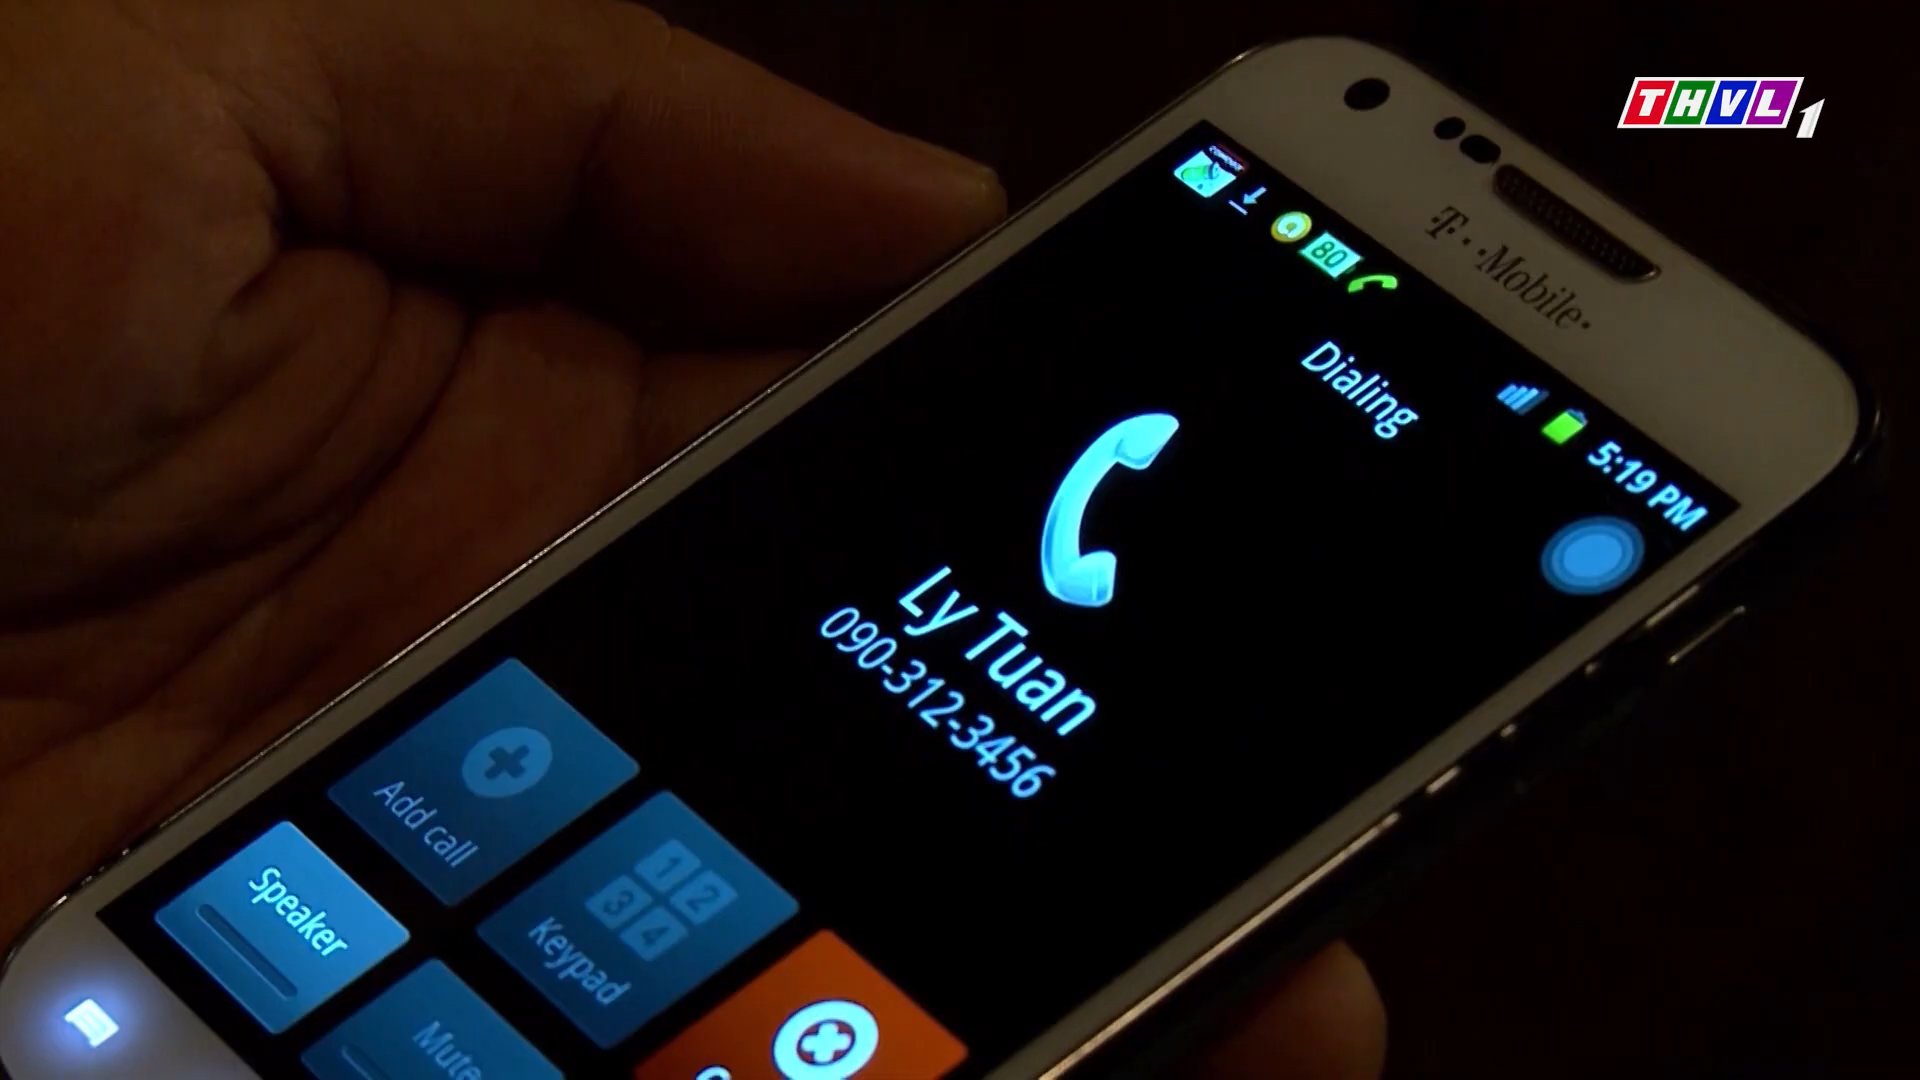 THVL1
T··Mobile·
80
5:19 PM
Dialing
Ly Tuan
090-312-3456
Add call
1 2
3 4
Keypad
Speaker
Mute